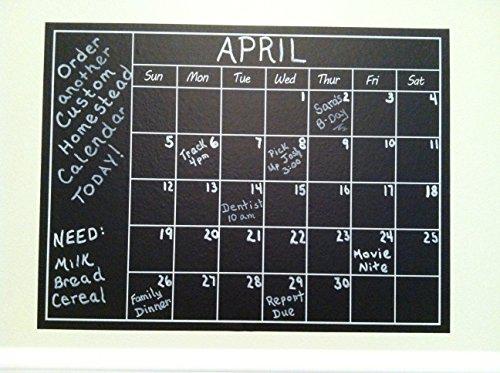 APRIL
Order
another
Custom
Homestead
Calendar
TODAY!
NEED:
Milk
Bread
Cereal
Sun Mon Tue Wed Thur Fri Sat
1 2 3 4
Sara's
B-Day
5 6 7 8 9 10 11
Track
4pm
Pick
Up Josh
3:00
12 13 14 15 16 17 18
Dentist
10 am
19 20 21 22 23 24 25
Movie
Nite
26 27 28 29 30
Family
Dinner
Report
Due